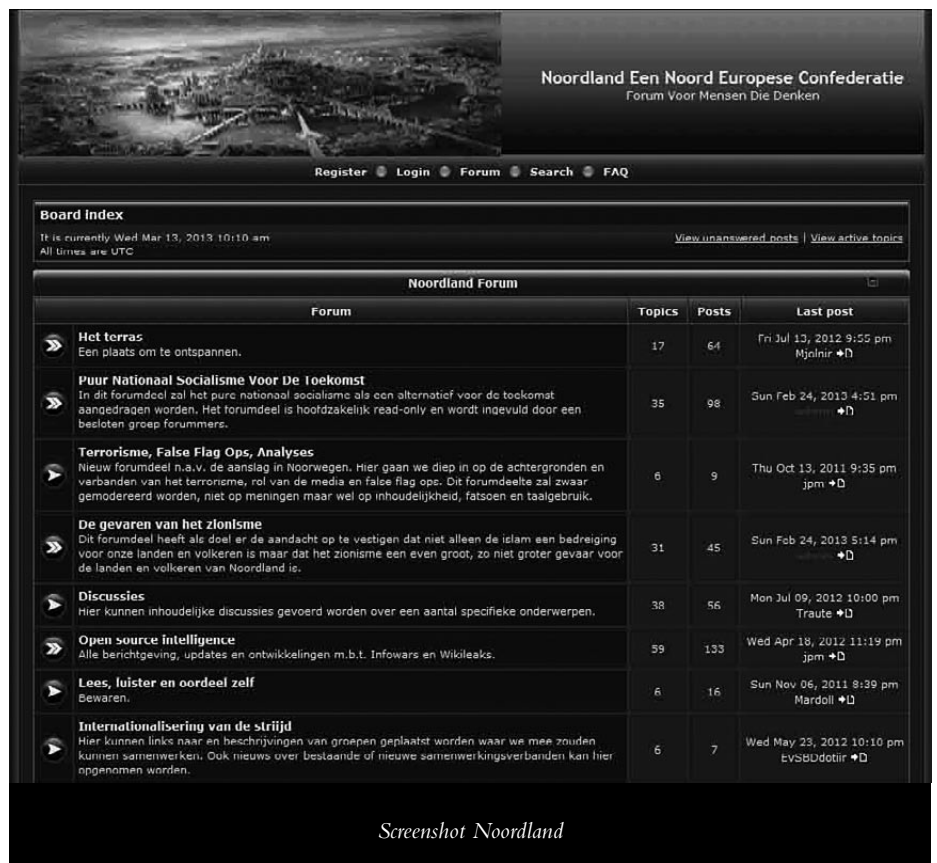 Noordland Een Noord Europese Confederatie
Forum Voor Mensen Die Denken
Register Login Forum Search FAQ
Board index
It is currently Wed Mar 13, 2013 10:10 am
All times are UTC
View unanswered posts | View active topics
Noordland Forum
Forum Topics Posts Last post
Het terras
Een plaats om te ontspannen.
17 64 Fri Jul 13, 2012 9:55 pm
Mjolnir
Puur Nationaal Socialisme Voor De Toekomst
In dit forumdeel zal het pure nationaal socialisme als een alternatief voor de toekomst
aangedragen worden. Het forumdeel is hoofdzakelijk read-only en wordt ingevuld door een
besloten groep forummers.
35 98 Sun Feb 24, 2013 4:51 pm
Terrorisme, False Flag Ops, Analyses
Nieuw forumdeel n.a.v. de aanslag in Noorwegen. Hier gaan we diep in op de achtergronden en
verbanden van het terrorisme, rol van de media en false flag ops. Dit forumdeelte zal zwaar
gemodereerd worden, niet op meningen maar wel op inhoudelijkheid, fatsoen en taalgebruik.
6 9 Thu Oct 13, 2011 9:35 pm
jpm
De gevaren van het zionisme
Dit forumdeel heeft als doel er de aandacht op te vestigen dat niet alleen de islam een bedreiging
voor onze landen en volkeren is maar dat het zionisme een even groot, zo niet groter gevaar voor
de landen en volkeren van Noordland is.
31 45 Sun Feb 24, 2013 5:14 pm
Discussies
Hier kunnen inhoudelijke discussies gevoerd worden over een aantal specifieke onderwerpen.
38 56 Mon Jul 09, 2012 10:00 pm
Traute
Open source intelligence
Alle berichtgeving, updates en ontwikkelingen m.b.t. Infowars en Wikileaks.
59 133 Wed Apr 18, 2012 11:19 pm
jpm
Lees, luister en oordeel zelf
Bewaren.
6 16 Sun Nov 06, 2011 8:39 pm
Mardoll
Internationalisering van de striijd
Hier kunnen links naar en beschrijvingen van groepen geplaatst worden waar we mee zouden
kunnen samenwerken. Ook nieuws over bestaande of nieuwe samenwerkingsverbanden kan hier
opgenomen worden.
6 7 Wed May 23, 2012 10:10 pm
EvSBDdotiir
Screenshot Noordland